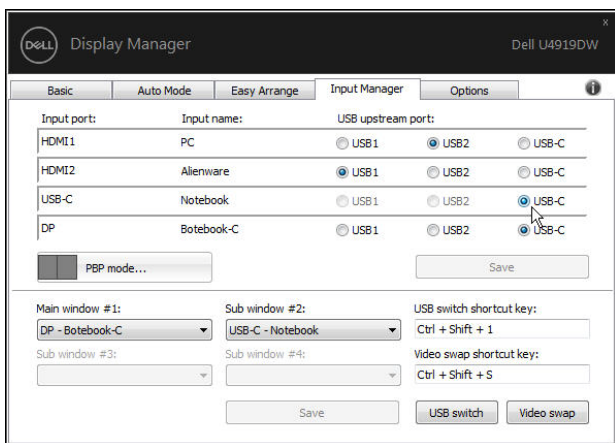 x
DELL Display Manager Dell U4919DW
Basic Auto Mode Easy Arrange Input Manager Options i
Input port: Input name: USB upstream port:
HDMI1 PC USB1 USB2 USB-C
HDMI2 Alienware USB1 USB2 USB-C
USB-C Notebook USB1 USB2 USB-C
DP Botebook-C USB1 USB2 USB-C
PBP mode... Save
Main window #1: Sub window #2: USB switch shortcut key:
DP - Botebook-C USB-C - Notebook Ctrl + Shift + 1
Sub window #3: Sub window #4: Video swap shortcut key:
Ctrl + Shift + S
Save USB switch Video swap